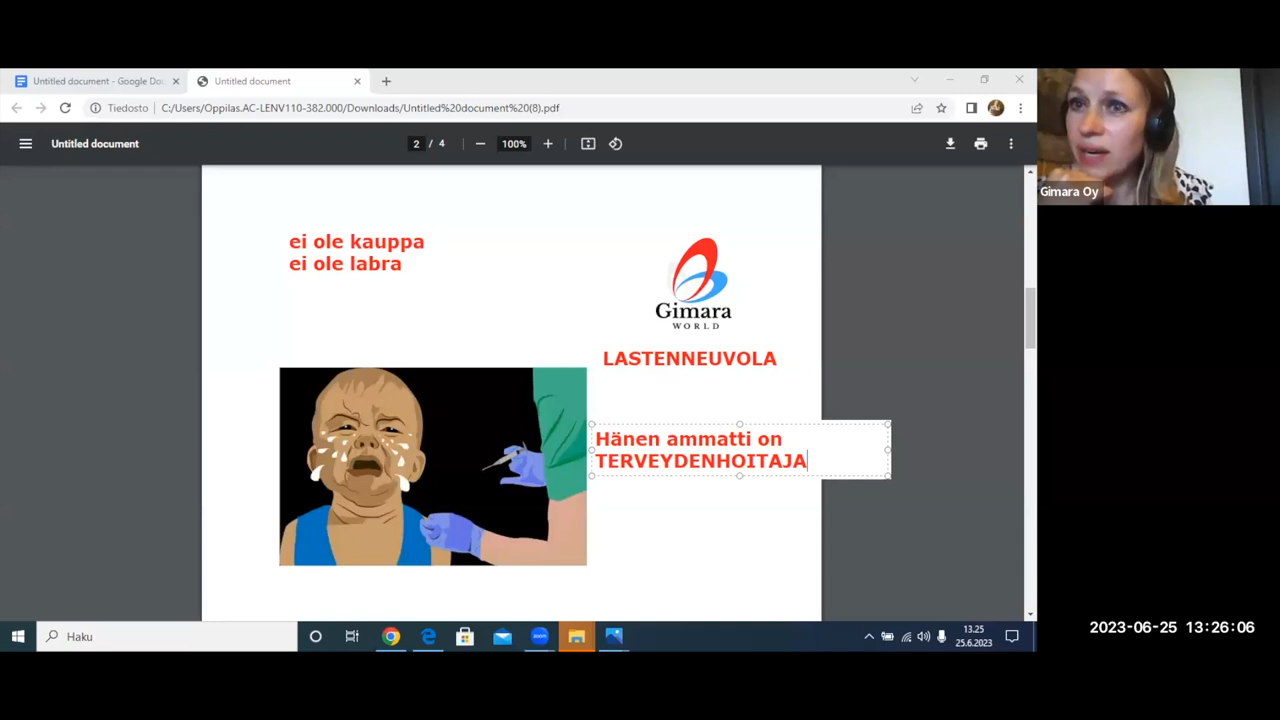 Untitled document - Google Do
Untitled document
Tiedosto
C:/Users/Oppilas.AC-LENV110-382.000/Downloads/Untitled%20document%20(8).pdf
Untitled document
2 / 4
100%
Gimara Oy
ei ole kauppa
ei ole labra
Gimara
WORLD
LASTENNEUVOLA
Hänen ammatti on
TERVEYDENHOITAJA
Haku
zoom
13.25
25.6.2023
2023-06-25 13:26:06